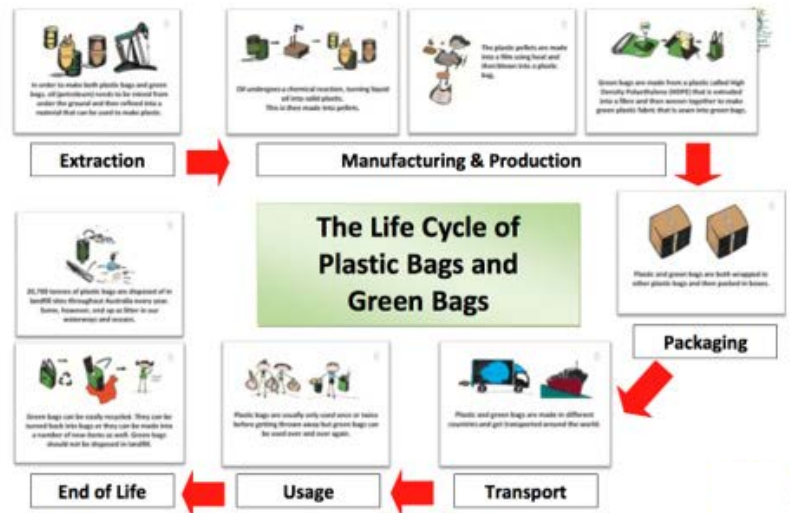 In order to make both plastic bags and green
bags, oil (petroleum) needs to be mined from
under the ground and then refined into a
material that can be used to make plastic.
Oil undergoes a chemical reaction, turning liquid
oil into solid plastic.
This is then made into pellets.
The plastic pellets are made
into a film using heat and
then blown into a plastic
bag.
Green bags are made from a plastic called High
Density Polyethylene (HDPE) that is extruded
into a fibre and then woven together to make
green plastic fabric that is sewn into green bags.
Extraction
Manufacturing & Production
The Life Cycle of
Plastic Bags and
Green Bags
Plastic and green bags are both wrapped in
other plastic bags and then packed in boxes.
Packaging
Plastic and green bags are made in different
countries and get transported around the world.
Transport
Plastic bags are usually only used once or twice
before getting thrown away but green bags can
be used over and over again.
Usage
20,700 tonnes of plastic bags are disposed of in
landfill sites throughout Australia every year.
Some, however, end up as litter in our
waterways and oceans.
Green bags can be easily recycled. They can be
turned back into bags or they can be made into
a number of new items as well. Green bags
should not be disposed in landfill.
End of Life